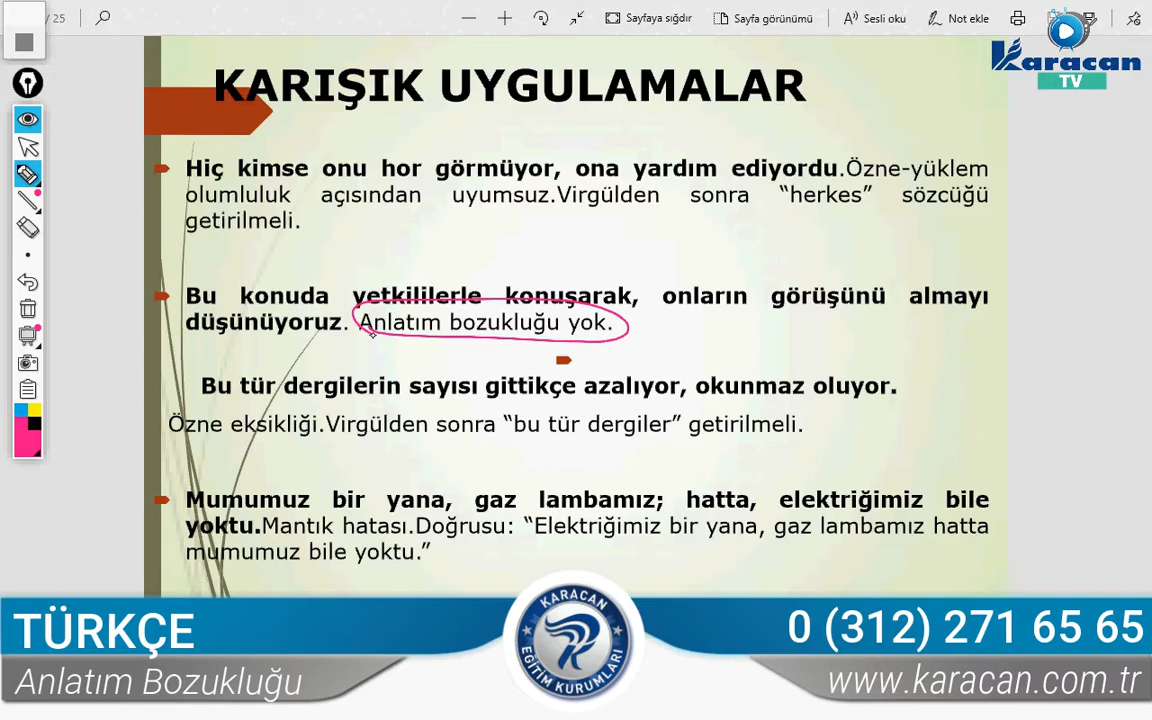 / 25
Sayfaya sığdır
Sayfa görünümü
Sesli oku
Not ekle
Karacan
TV
KARIŞIK UYGULAMALAR
Hiç kimse onu hor görmüyor, ona yardım ediyordu.Özne-yüklem
olumluluk açısından uyumsuz.Virgülden sonra “herkes” sözcüğü
getirilmeli.
Bu konuda yetkililerle konuşarak, onların görüşünü almayı
düşünüyoruz. Anlatım bozukluğu yok.
Bu tür dergilerin sayısı gittikçe azalıyor, okunmaz oluyor.
Özne eksikliği.Virgülden sonra “bu tür dergiler” getirilmeli.
Mumumuz bir yana, gaz lambamız; hatta, elektriğimiz bile
yoktu.Mantık hatası.Doğrusu: “Elektriğimiz bir yana, gaz lambamız hatta
mumumuz bile yoktu.”
TÜRKÇE
Anlatım Bozukluğu
KARACAN
EĞİTİM KURUMLARI
0 (312) 271 65 65
www.karacan.com.tr